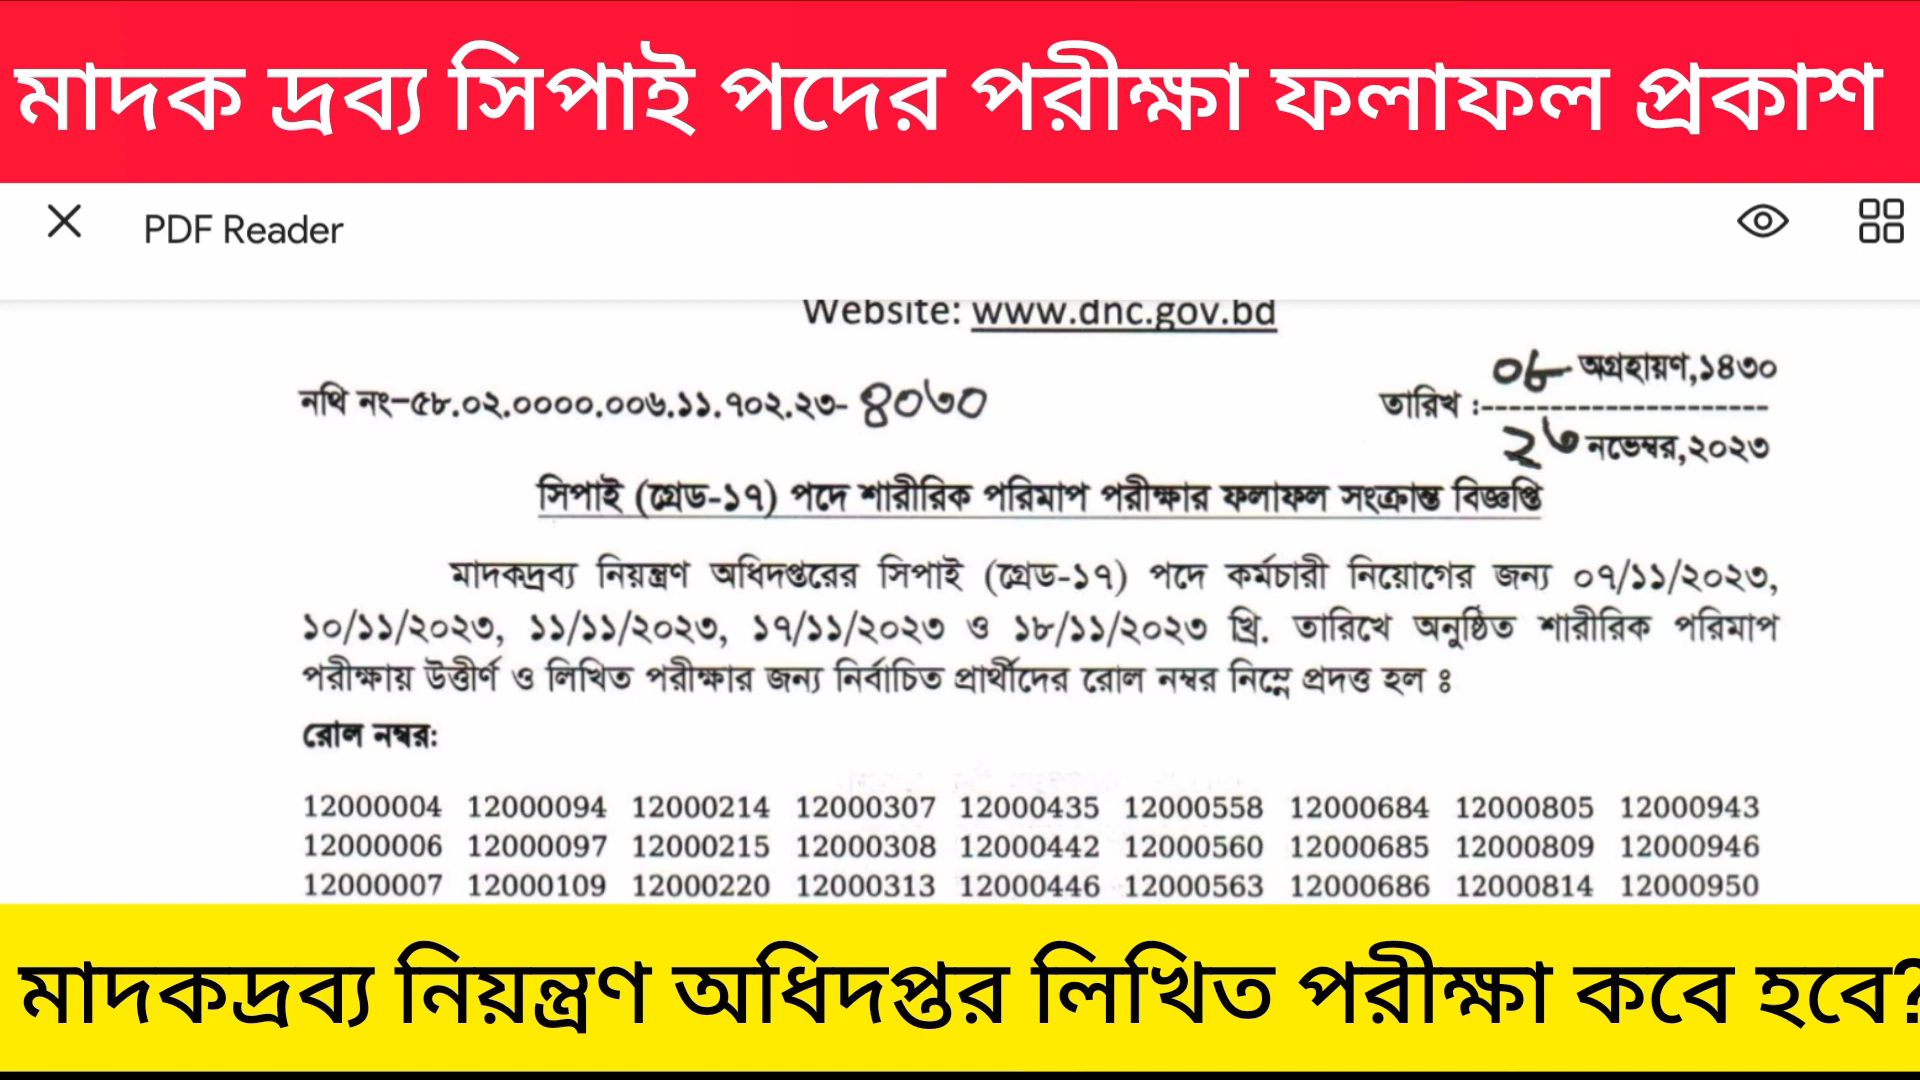 মাদক দ্রব্য সিপাই পদের পরীক্ষা ফলাফল প্রকাশ
PDF Reader
Website: www.dnc.gov.bd
নথি নং-৫৮.০২.০০০০.০০৬.১১.৭০২.২৩- ৪০৬০
০৮ অগ্রহায়ণ,১৪৩০
তারিখ :---------------------
২৩ নভেম্বর,২০২৩
সিপাই (গ্রেড-১৭) পদে শারীরিক পরিমাপ পরীক্ষার ফলাফল সংক্রান্ত বিজ্ঞপ্তি
মাদকদ্রব্য নিয়ন্ত্রণ অধিদপ্তরের সিপাই (গ্রেড-১৭) পদে কর্মচারী নিয়োগের জন্য ০৭/১১/২০২৩,
১০/১১/২০২৩, ১১/১১/২০২৩, ১৭/১১/২০২৩ ও ১৮/১১/২০২৩ খ্রি. তারিখে অনুষ্ঠিত শারীরিক পরিমাপ
পরীক্ষায় উত্তীর্ণ ও লিখিত পরীক্ষার জন্য নির্বাচিত প্রার্থীদের রোল নম্বর নিম্নে প্রদত্ত হল ঃ
রোল নম্বর:
12000004 12000094 12000214 12000307 12000435 12000558 12000684 12000805 12000943
12000006 12000097 12000215 12000308 12000442 12000560 12000685 12000809 12000946
12000007 12000109 12000220 12000313 12000446 12000563 12000686 12000814 12000950
মাদকদ্রব্য নিয়ন্ত্রণ অধিদপ্তর লিখিত পরীক্ষা কবে হবে?